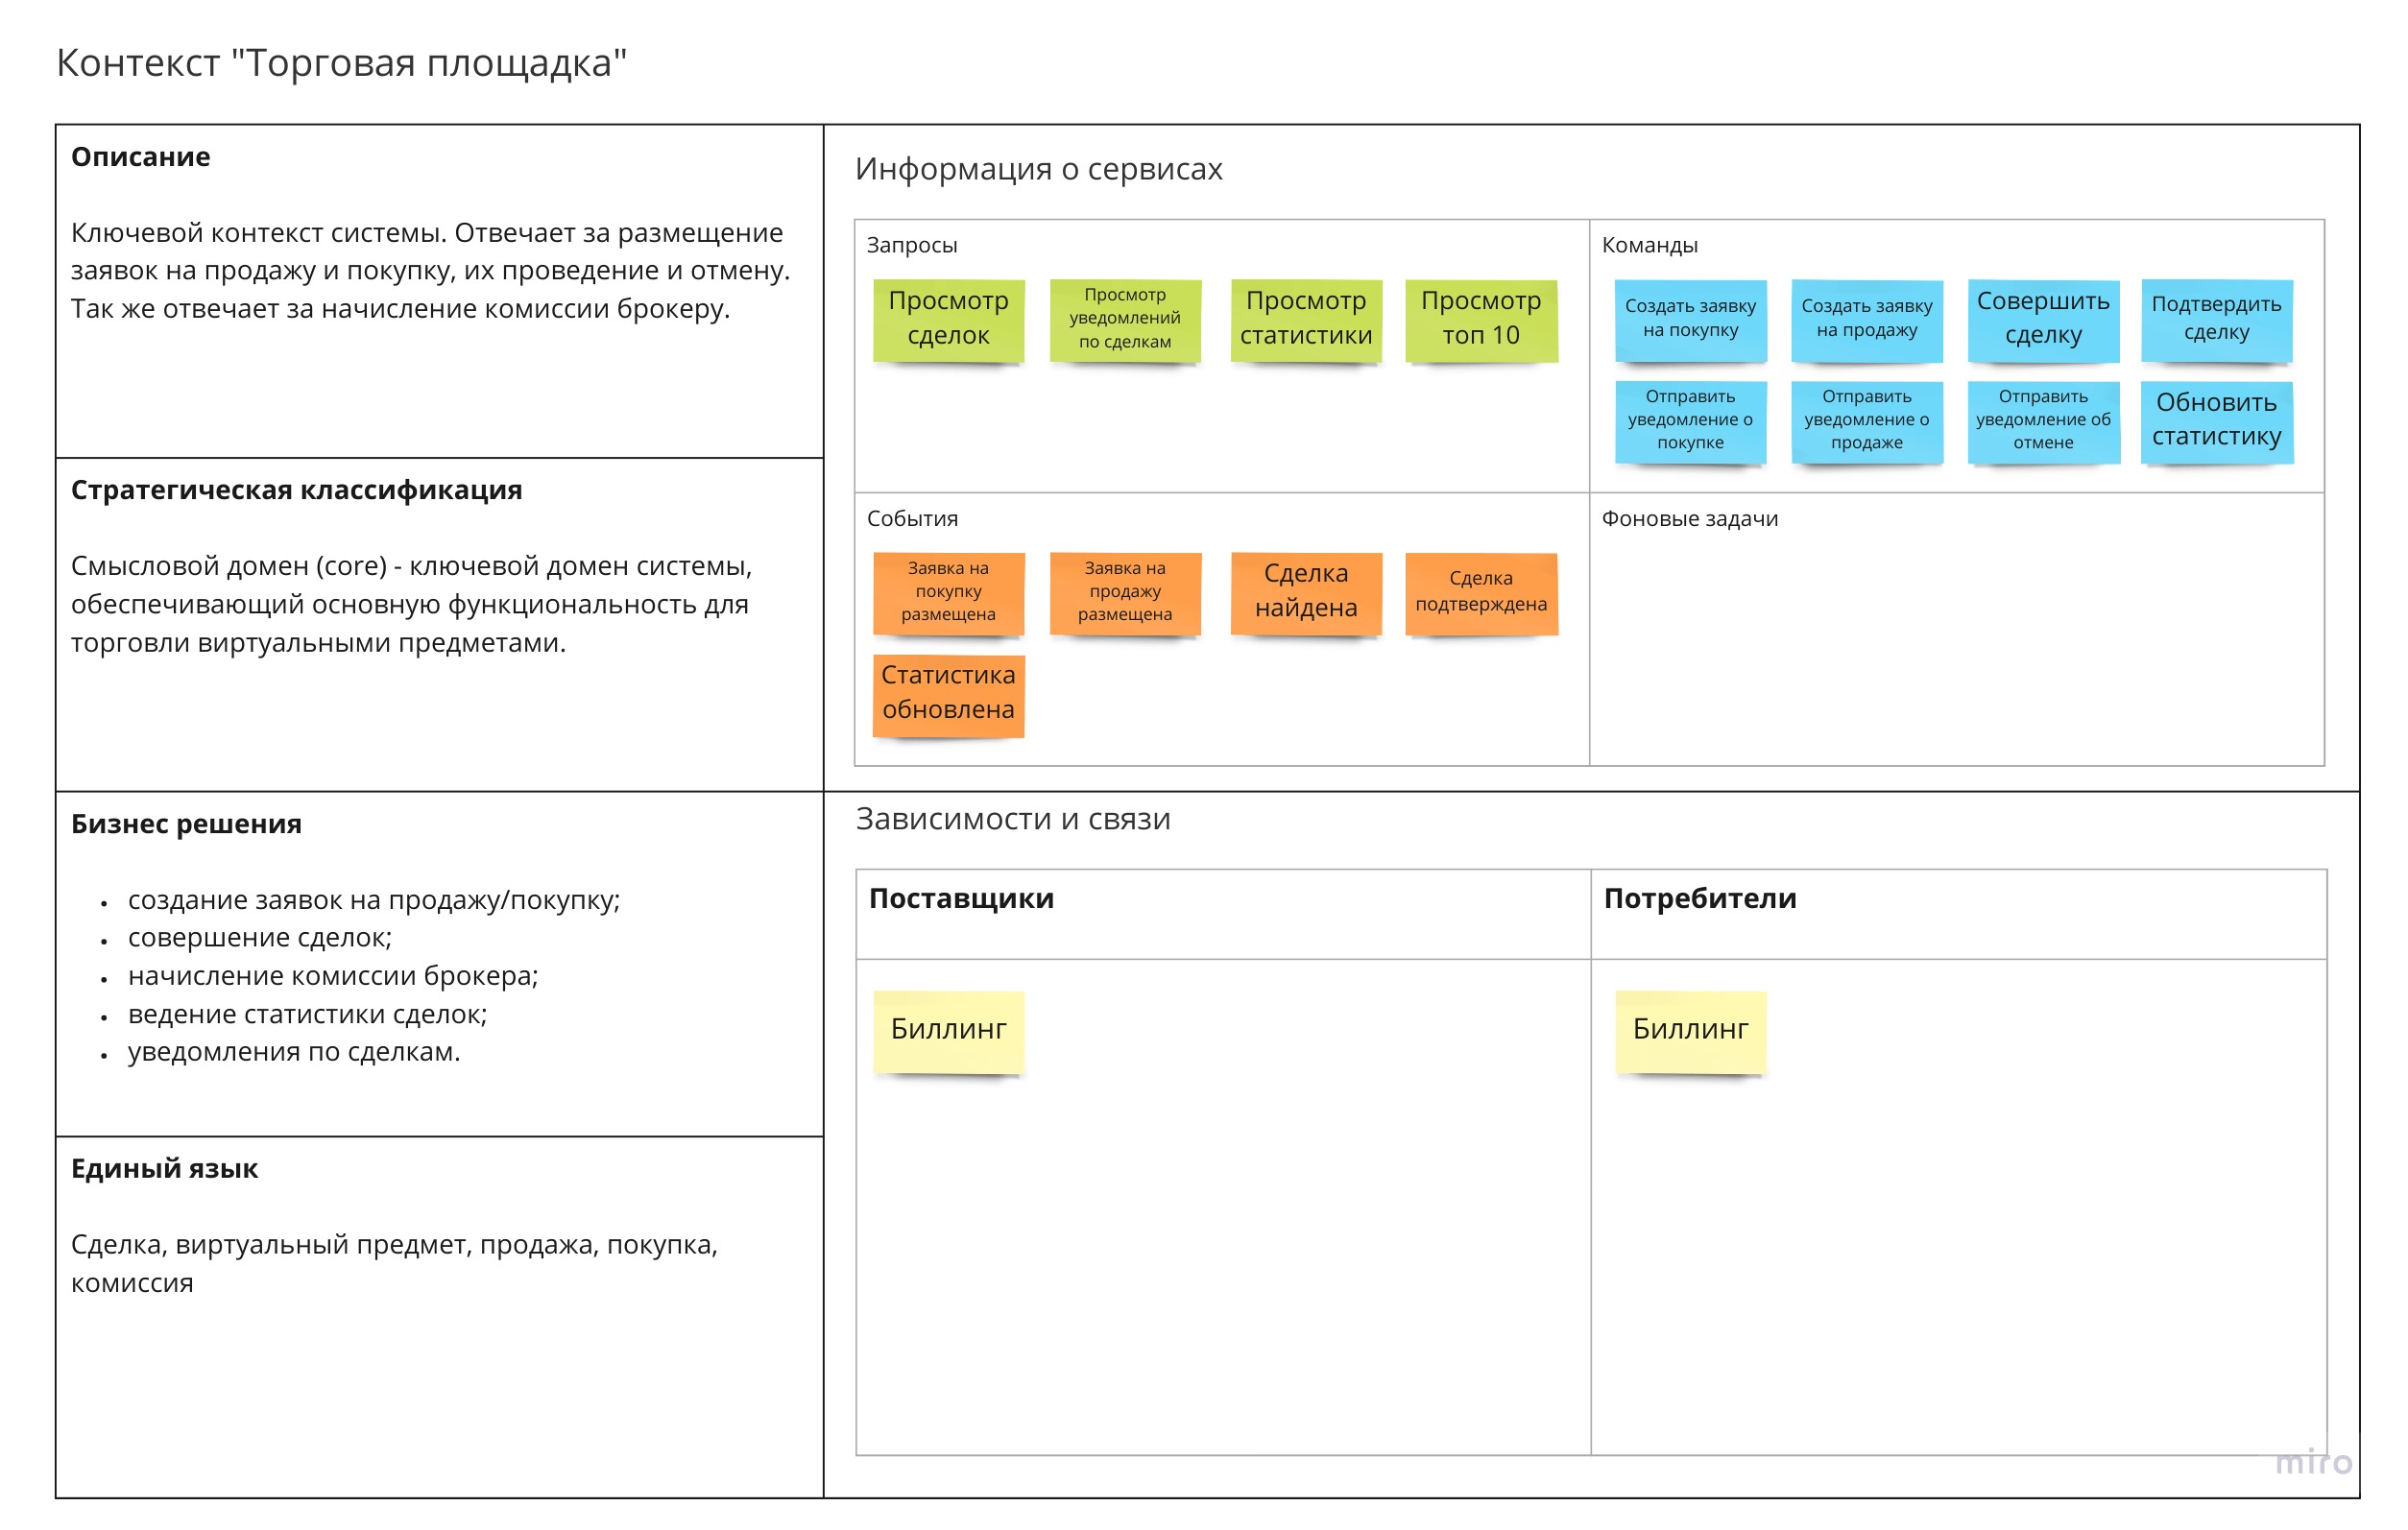 Контекст "Торговая площадка"
Описание
Ключевой контекст системы. Отвечает за размещение
заявок на продажу и покупку, их проведение и отмену.
Так же отвечает за начисление комиссии брокеру.
Стратегическая классификация
Смысловой домен (core) - ключевой домен системы,
обеспечивающий основную функциональность для
торговли виртуальными предметами.
Бизнес решения
• создание заявок на продажу/покупку;
• совершение сделок;
• начисление комиссии брокера;
• ведение статистики сделок;
• уведомления по сделкам.
Единый язык
Сделка, виртуальный предмет, продажа, покупка,
комиссия
Информация о сервисах
Запросы
Просмотр
сделок
Просмотр
уведомлений
по сделкам
Просмотр
статистики
Просмотр
топ 10
Команды
Создать заявку
на покупку
Создать заявку
на продажу
Совершить
сделку
Подтвердить
сделку
Отправить
уведомление о
покупке
Отправить
уведомление о
продаже
Отправить
уведомление об
отмене
Обновить
статистику
События
Заявка на
покупку
размещена
Заявка на
продажу
размещена
Сделка
найдена
Сделка
подтверждена
Статистика
обновлена
Фоновые задачи
Зависимости и связи
Поставщики
Потребители
Биллинг
Биллинг
miro